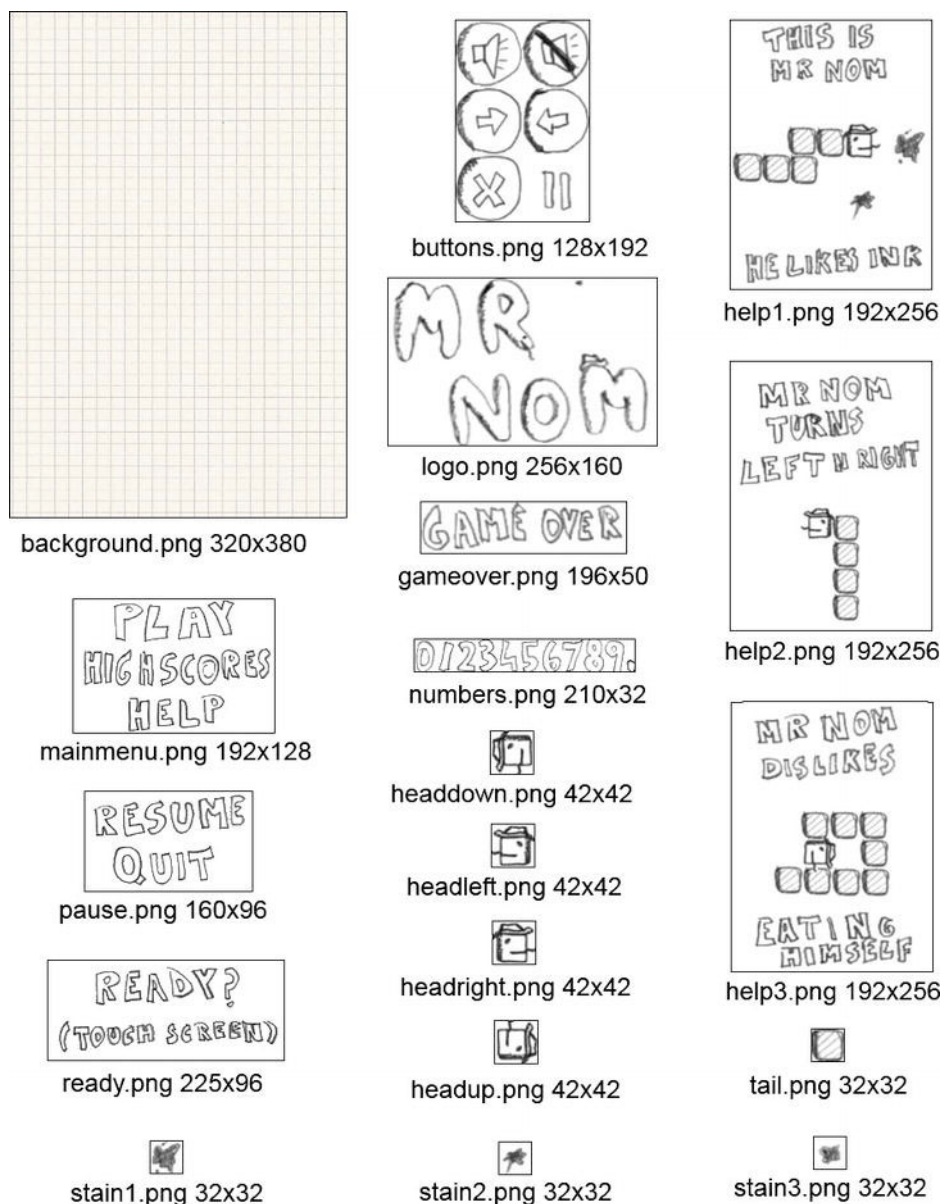 background.png 320x380
PLAY
HIGHSCORES
HELP
mainmenu.png 192x128
RESUME
QUIT
pause.png 160x96
READY?
(TOUCH SCREEN)
ready.png 225x96
stain1.png 32x32
buttons.png 128x192
MR
NOM
logo.png 256x160
GAME OVER
gameover.png 196x50
0123456789.
numbers.png 210x32
headdown.png 42x42
headleft.png 42x42
headright.png 42x42
headup.png 42x42
stain2.png 32x32
THIS IS
MR NOM
HE LIKES INK
help1.png 192x256
MR NOM
TURNS
LEFT N RIGHT
help2.png 192x256
MR NOM
DISLIKES
EATING
HIMSELF
help3.png 192x256
tail.png 32x32
stain3.png 32x32